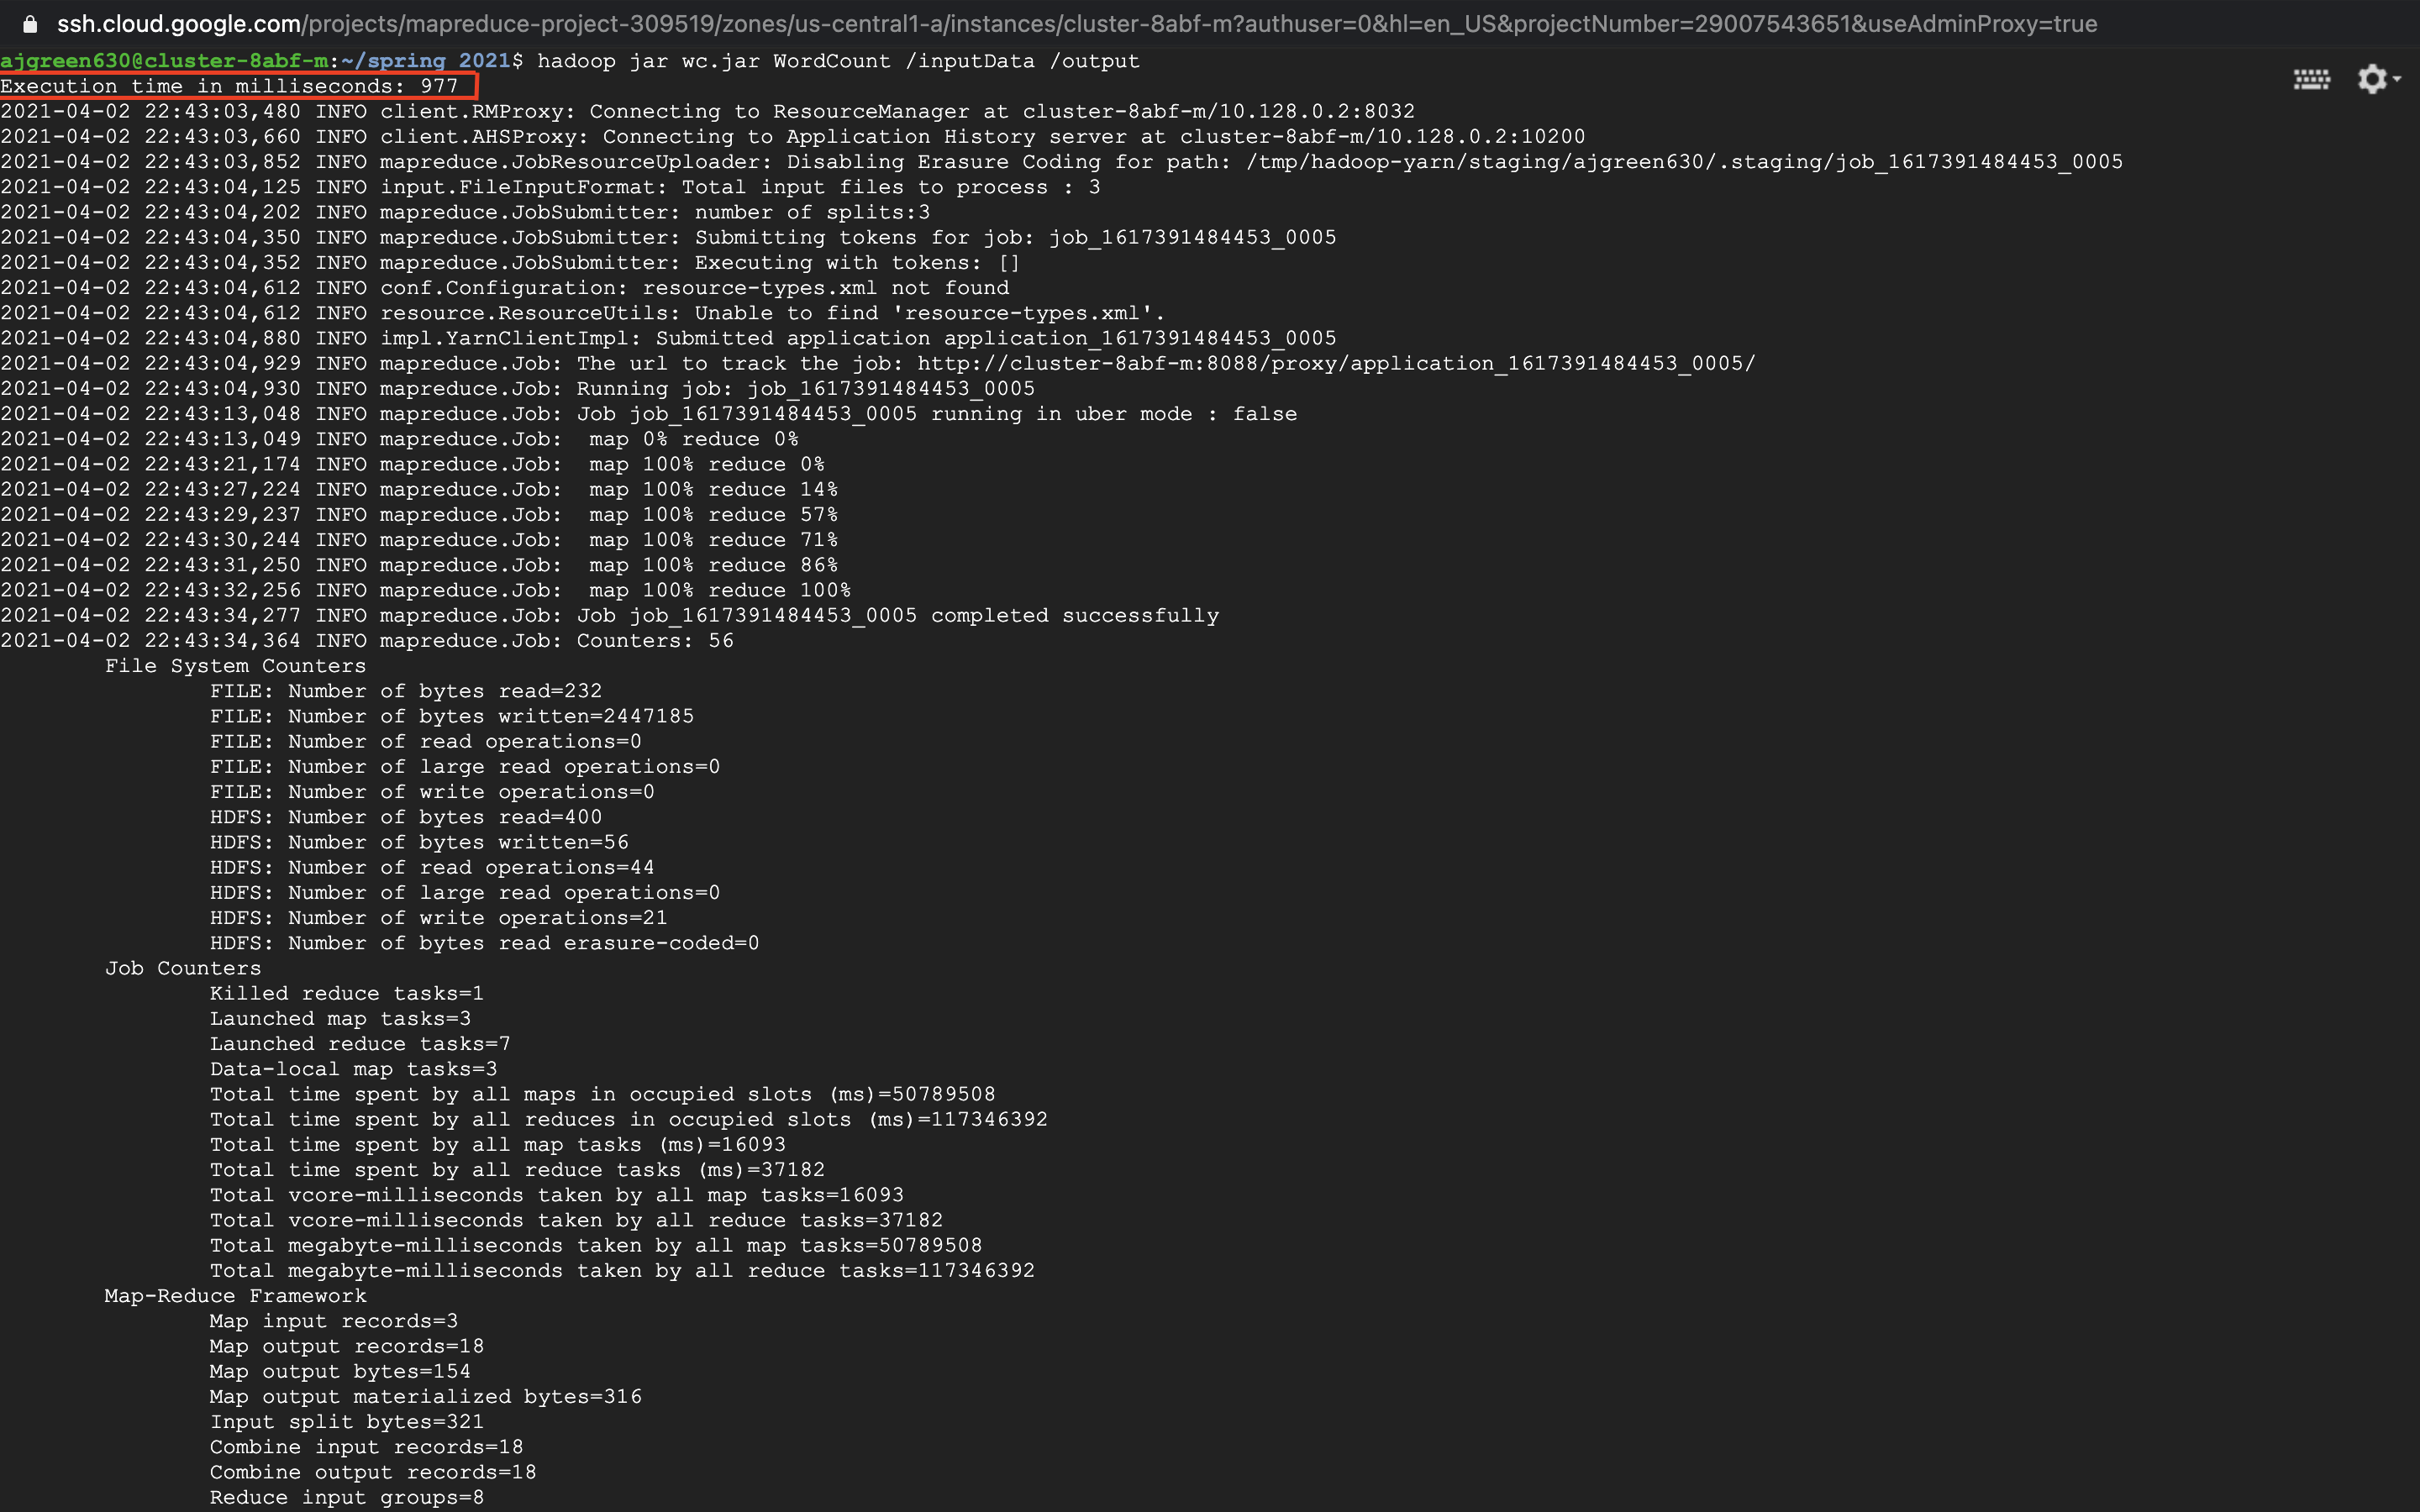 ssh.cloud.google.com/projects/mapreduce-project-309519/zones/us-central1-a/instances/cluster-8abf-m?authuser=0&hl=en_US&projectNumber=29007543651&useAdminProxy=true
ajgreen630@cluster-8abf-m:~/spring 2021$ hadoop jar wc.jar WordCount /inputData /output
Execution time in milliseconds: 977
2021-04-02 22:43:03,480 INFO client.RMProxy: Connecting to ResourceManager at cluster-8abf-m/10.128.0.2:8032
2021-04-02 22:43:03,660 INFO client.AHSProxy: Connecting to Application History server at cluster-8abf-m/10.128.0.2:10200
2021-04-02 22:43:03,852 INFO mapreduce.JobResourceUploader: Disabling Erasure Coding for path: /tmp/hadoop-yarn/staging/ajgreen630/.staging/job_1617391484453_0005
2021-04-02 22:43:04,125 INFO input.FileInputFormat: Total input files to process : 3
2021-04-02 22:43:04,202 INFO mapreduce.JobSubmitter: number of splits:3
2021-04-02 22:43:04,350 INFO mapreduce.JobSubmitter: Submitting tokens for job: job_1617391484453_0005
2021-04-02 22:43:04,352 INFO mapreduce.JobSubmitter: Executing with tokens: []
2021-04-02 22:43:04,612 INFO conf.Configuration: resource-types.xml not found
2021-04-02 22:43:04,612 INFO resource.ResourceUtils: Unable to find 'resource-types.xml'.
2021-04-02 22:43:04,880 INFO impl.YarnClientImpl: Submitted application application_1617391484453_0005
2021-04-02 22:43:04,929 INFO mapreduce.Job: The url to track the job: http://cluster-8abf-m:8088/proxy/application_1617391484453_0005/
2021-04-02 22:43:04,930 INFO mapreduce.Job: Running job: job_1617391484453_0005
2021-04-02 22:43:13,048 INFO mapreduce.Job: Job job_1617391484453_0005 running in uber mode : false
2021-04-02 22:43:13,049 INFO mapreduce.Job:  map 0% reduce 0%
2021-04-02 22:43:21,174 INFO mapreduce.Job:  map 100% reduce 0%
2021-04-02 22:43:27,224 INFO mapreduce.Job:  map 100% reduce 14%
2021-04-02 22:43:29,237 INFO mapreduce.Job:  map 100% reduce 57%
2021-04-02 22:43:30,244 INFO mapreduce.Job:  map 100% reduce 71%
2021-04-02 22:43:31,250 INFO mapreduce.Job:  map 100% reduce 86%
2021-04-02 22:43:32,256 INFO mapreduce.Job:  map 100% reduce 100%
2021-04-02 22:43:34,277 INFO mapreduce.Job: Job job_1617391484453_0005 completed successfully
2021-04-02 22:43:34,364 INFO mapreduce.Job: Counters: 56
File System Counters
FILE: Number of bytes read=232
FILE: Number of bytes written=2447185
FILE: Number of read operations=0
FILE: Number of large read operations=0
FILE: Number of write operations=0
HDFS: Number of bytes read=400
HDFS: Number of bytes written=56
HDFS: Number of read operations=44
HDFS: Number of large read operations=0
HDFS: Number of write operations=21
HDFS: Number of bytes read erasure-coded=0
Job Counters
Killed reduce tasks=1
Launched map tasks=3
Launched reduce tasks=7
Data-local map tasks=3
Total time spent by all maps in occupied slots (ms)=50789508
Total time spent by all reduces in occupied slots (ms)=117346392
Total time spent by all map tasks (ms)=16093
Total time spent by all reduce tasks (ms)=37182
Total vcore-milliseconds taken by all map tasks=16093
Total vcore-milliseconds taken by all reduce tasks=37182
Total megabyte-milliseconds taken by all map tasks=50789508
Total megabyte-milliseconds taken by all reduce tasks=117346392
Map-Reduce Framework
Map input records=3
Map output records=18
Map output bytes=154
Map output materialized bytes=316
Input split bytes=321
Combine input records=18
Combine output records=18
Reduce input groups=8